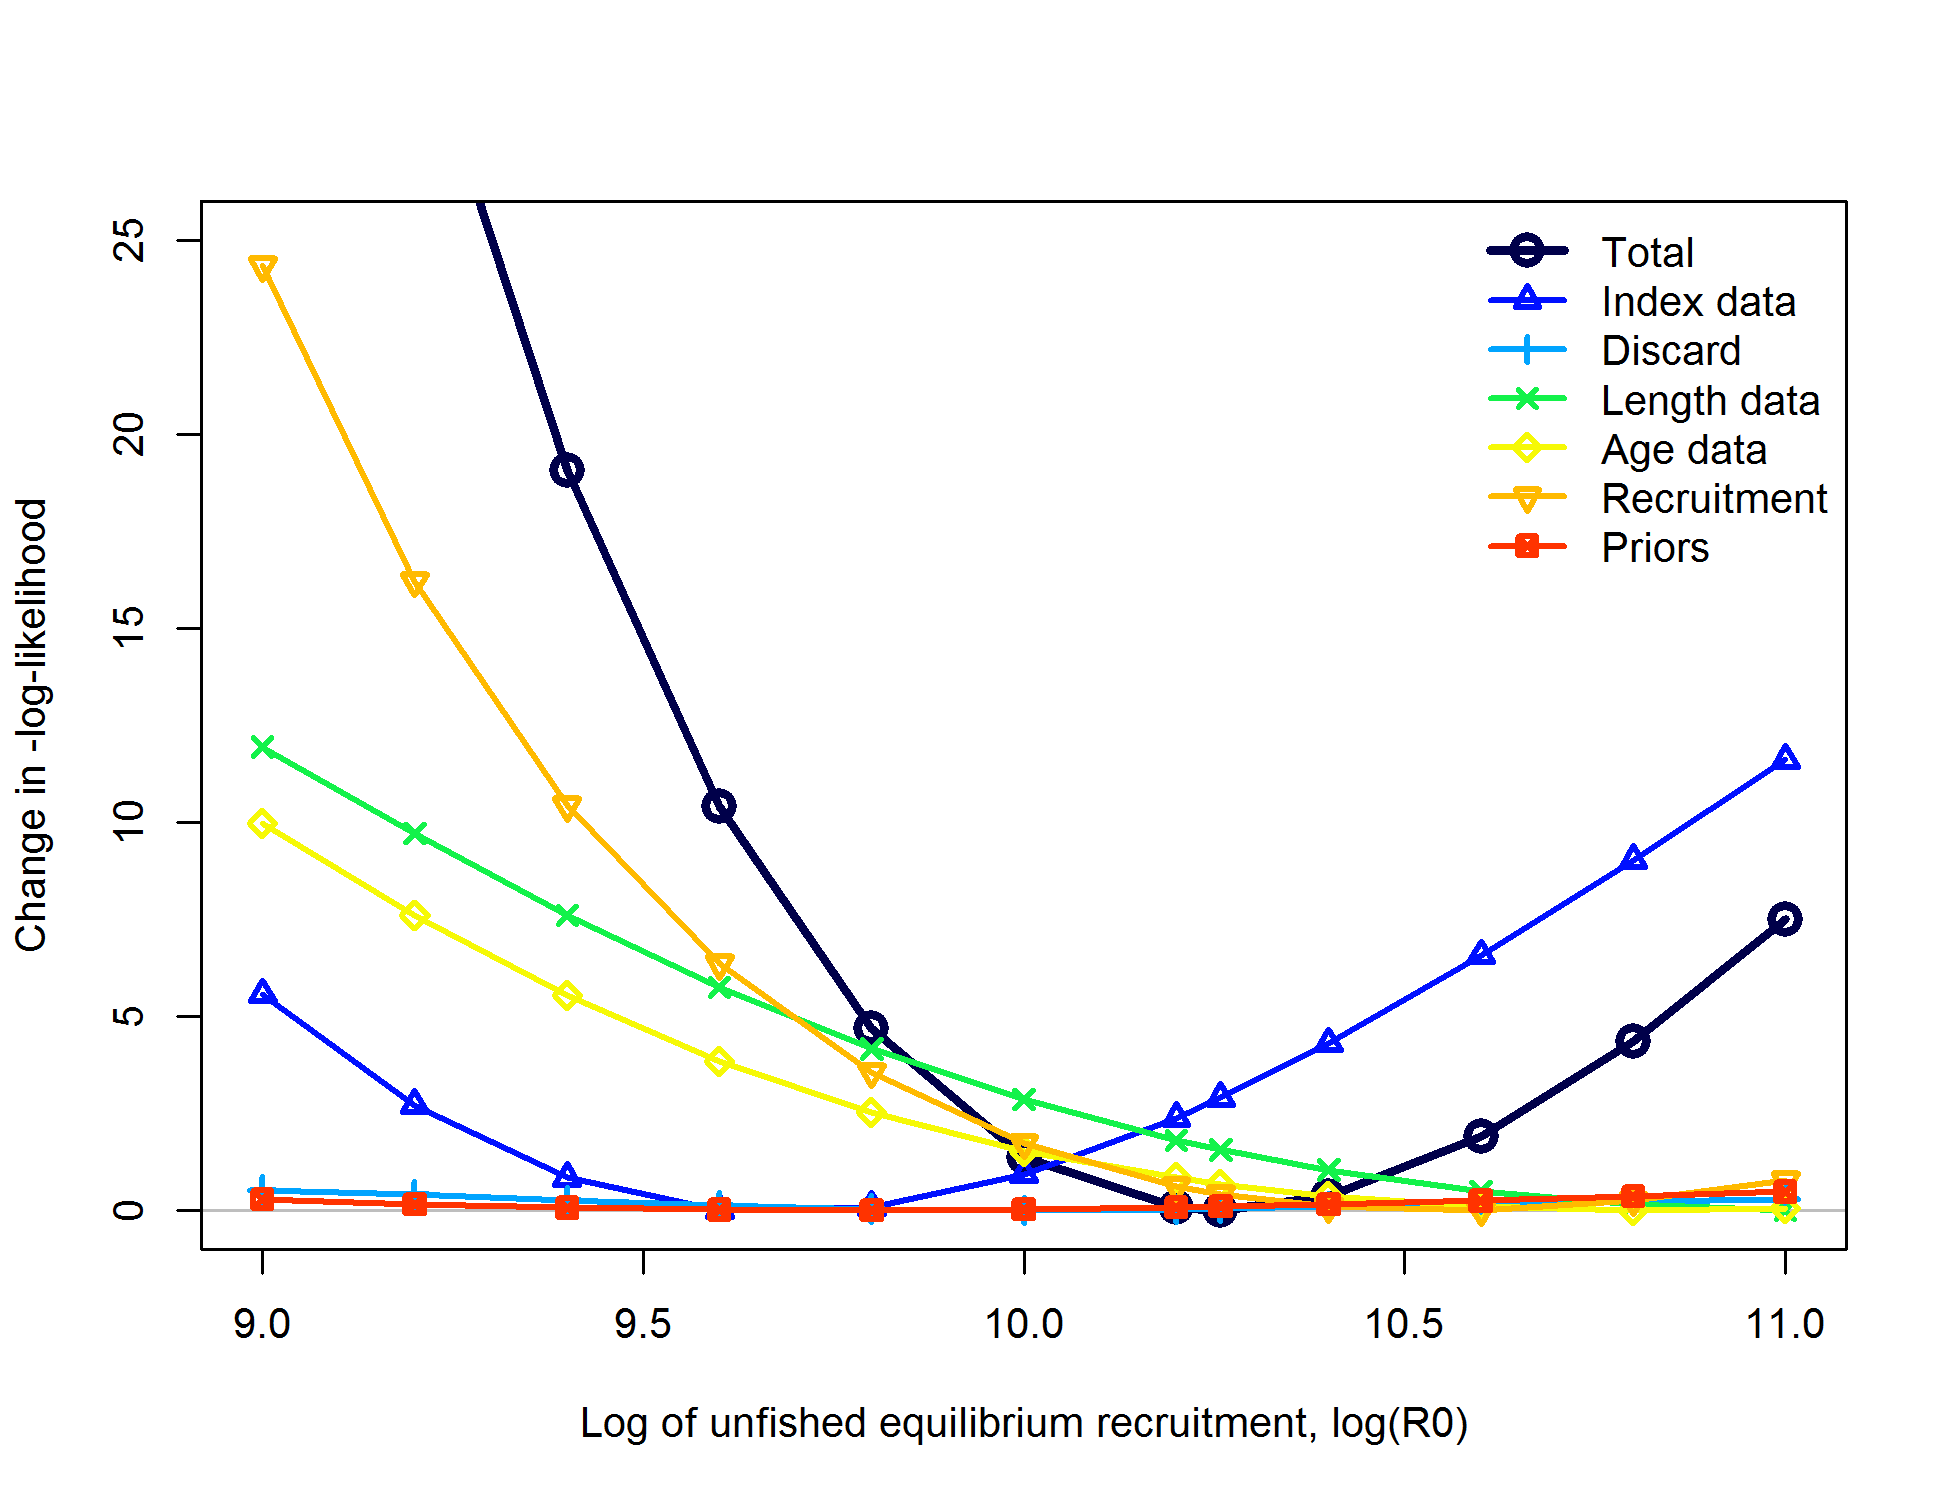 Total
Index data
Discard
Length data
Age data
Recruitment
Priors
Change in -log-likelihood
25
20
15
10
5
0
9.0 9.5 10.0 10.5 11.0
Log of unfished equilibrium recruitment, log(R0)